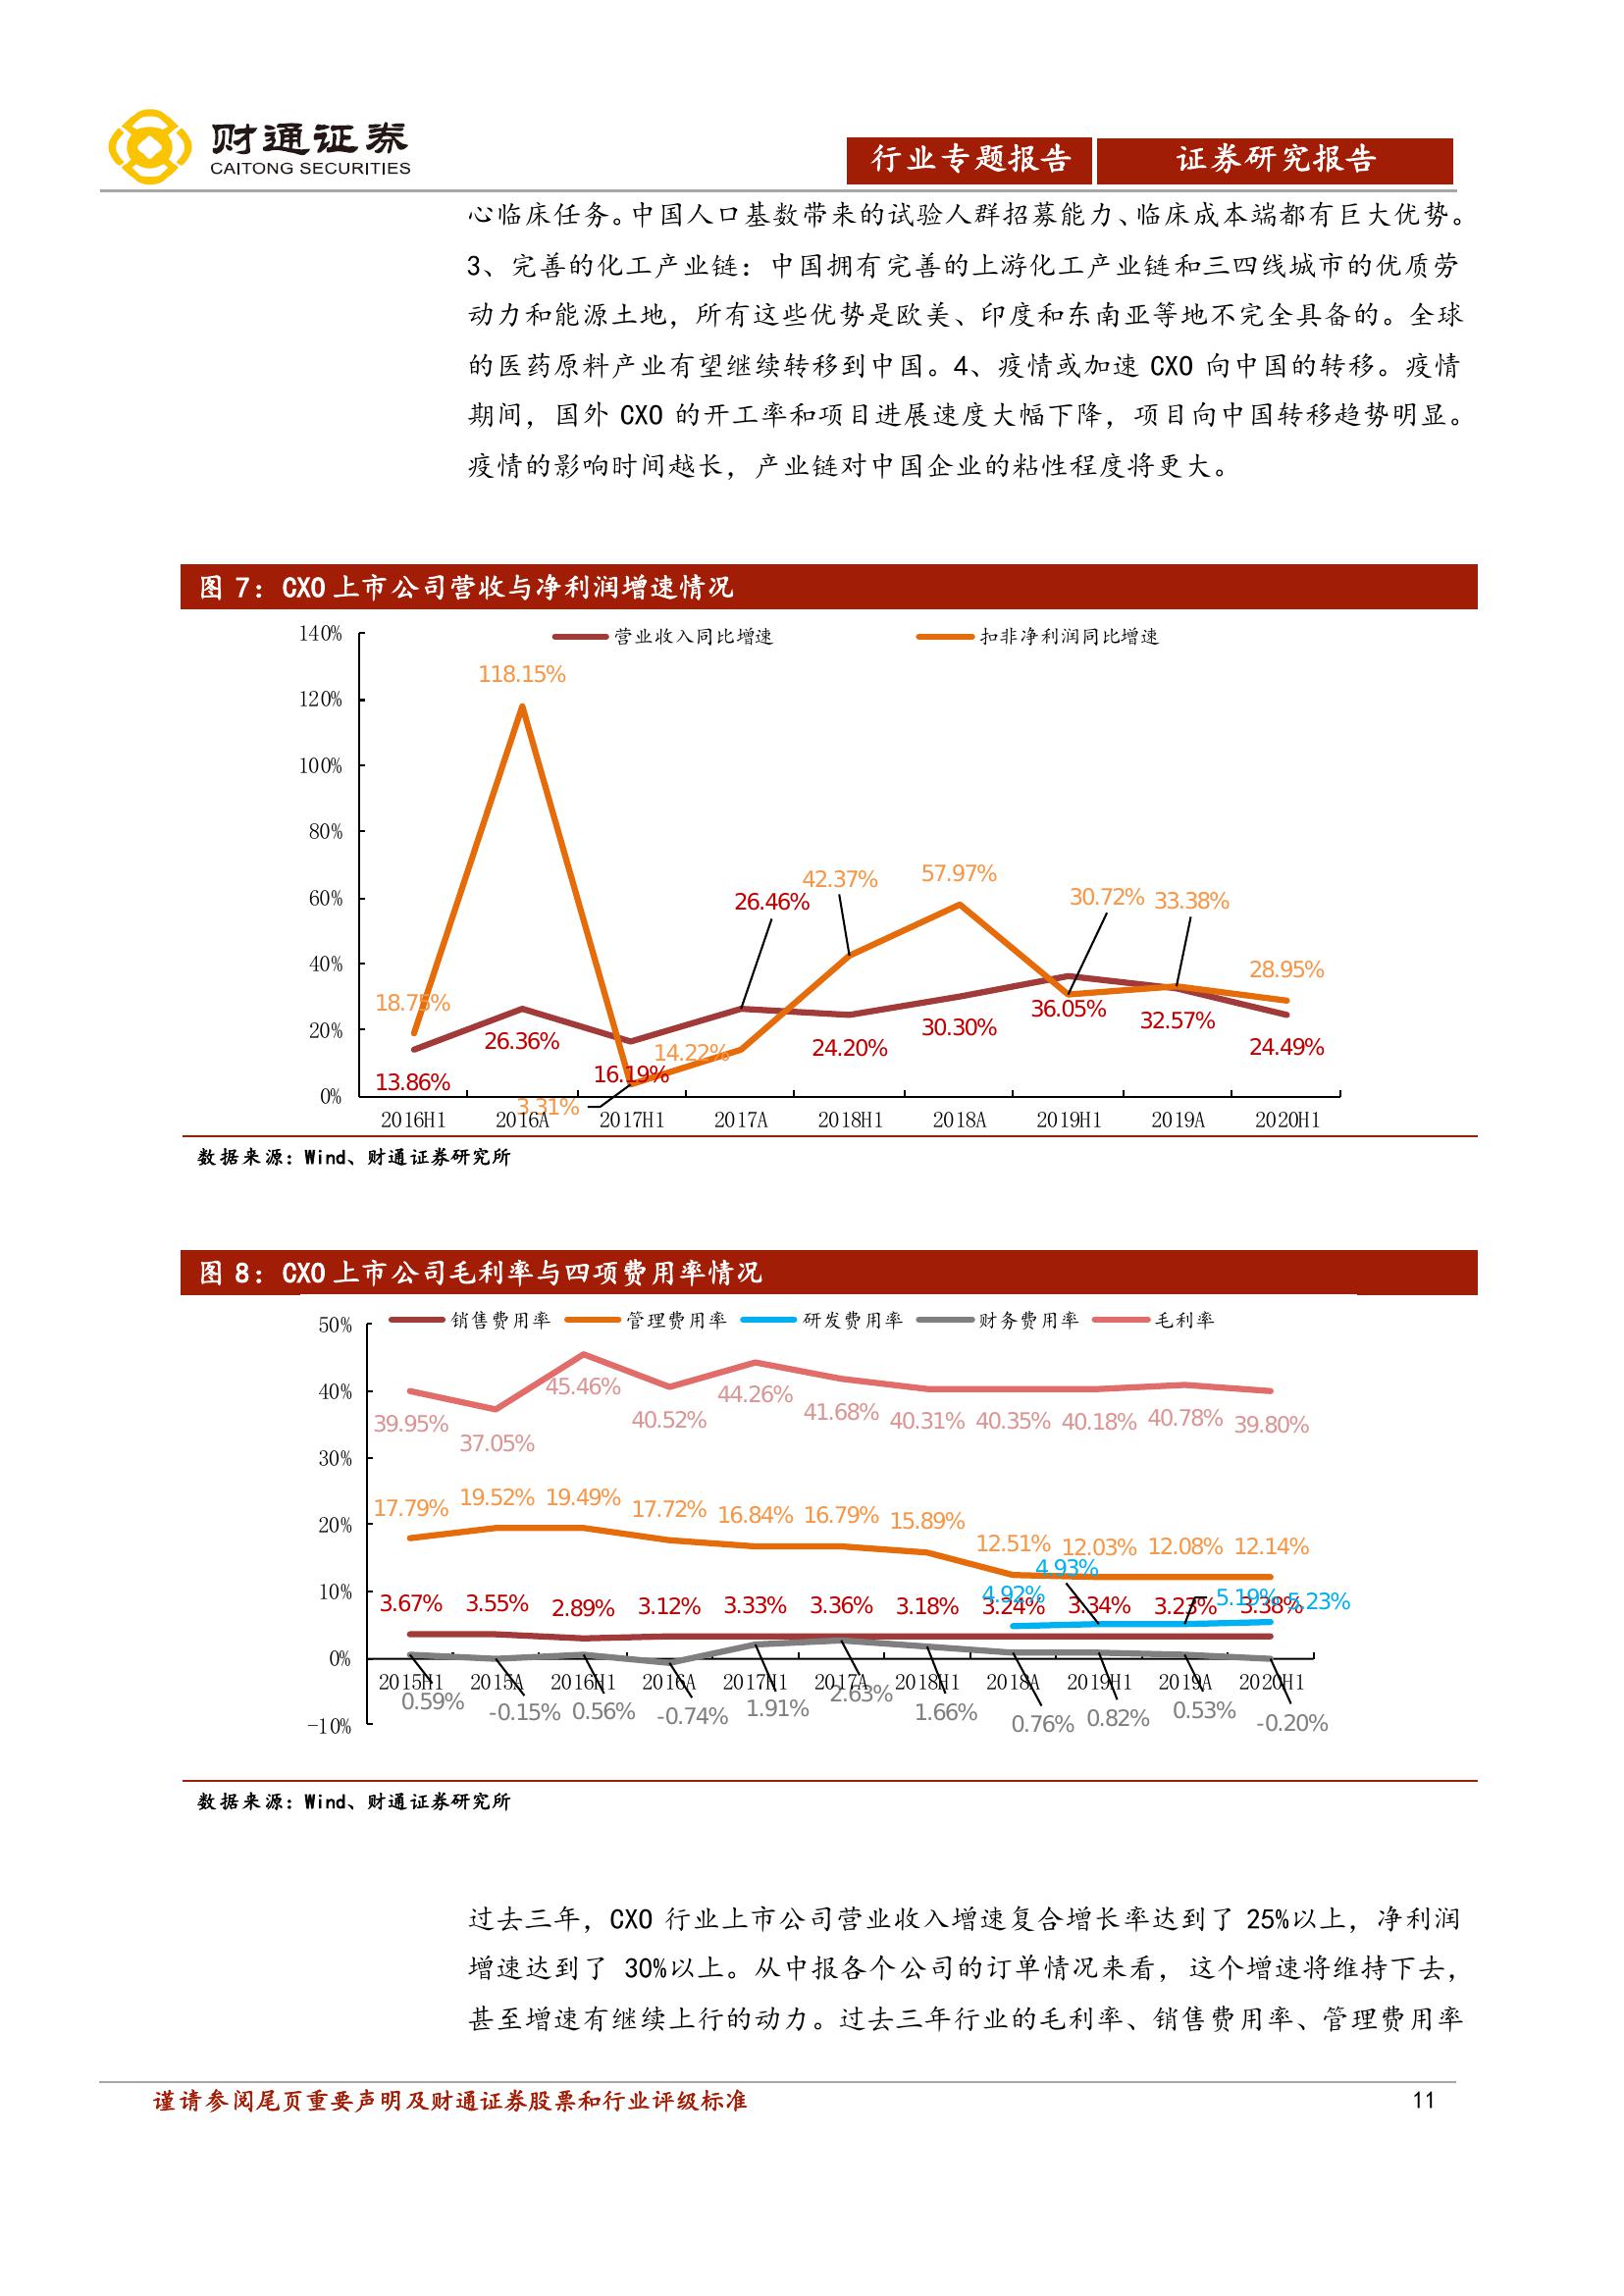 财通证券
CAITONG SECURITIES
行业专题报告 证券研究报告
心临床任务。中国人口基数带来的试验人群招募能力、临床成本端都有巨大优势。
3、完善的化工产业链：中国拥有完善的上游化工产业链和三四线城市的优质劳
动力和能源土地，所有这些优势是欧美、印度和东南亚等地不完全具备的。全球
的医药原料产业有望继续转移到中国。4、疫情或加速 CXO 向中国的转移。疫情
期间，国外 CXO 的开工率和项目进展速度大幅下降，项目向中国转移趋势明显。
疫情的影响时间越长，产业链对中国企业的粘性程度将更大。
图 7：CXO 上市公司营收与净利润增速情况
营业收入同比增速 扣非净利润同比增速
140%
120%
100%
80%
60%
40%
20%
0%
18.75% 118.15% 3.31% 14.22% 42.37% 57.97% 30.72% 33.38% 28.95%
13.86% 26.36% 16.19% 26.46% 24.20% 30.30% 36.05% 32.57% 24.49%
2016H1 2016A 2017H1 2017A 2018H1 2018A 2019H1 2019A 2020H1
数据来源：Wind、财通证券研究所
图 8：CXO 上市公司毛利率与四项费用率情况
销售费用率 管理费用率 研发费用率 财务费用率 毛利率
50%
40%
30%
20%
10%
0%
-10%
39.95% 37.05% 45.46% 40.52% 44.26% 41.68% 40.31% 40.35% 40.18% 40.78% 39.80%
17.79% 19.52% 19.49% 17.72% 16.84% 16.79% 15.89% 12.51% 12.03% 12.08% 12.14%
4.92% 4.93% 5.19% 5.23%
3.67% 3.55% 2.89% 3.12% 3.33% 3.36% 3.18% 3.24% 3.34% 3.23% 3.38%
2015H1 2015A 2016H1 2016A 2017H1 2017A 2018H1 2018A 2019H1 2019A 2020H1
0.59% -0.15% 0.56% -0.74% 1.91% 2.63% 1.66% 0.76% 0.82% 0.53% -0.20%
数据来源：Wind、财通证券研究所
过去三年，CXO 行业上市公司营业收入增速复合增长率达到了 25%以上，净利润
增速达到了 30%以上。从中报各个公司的订单情况来看，这个增速将维持下去，
甚至增速有继续上行的动力。过去三年行业的毛利率、销售费用率、管理费用率
谨请参阅尾页重要声明及财通证券股票和行业评级标准 11